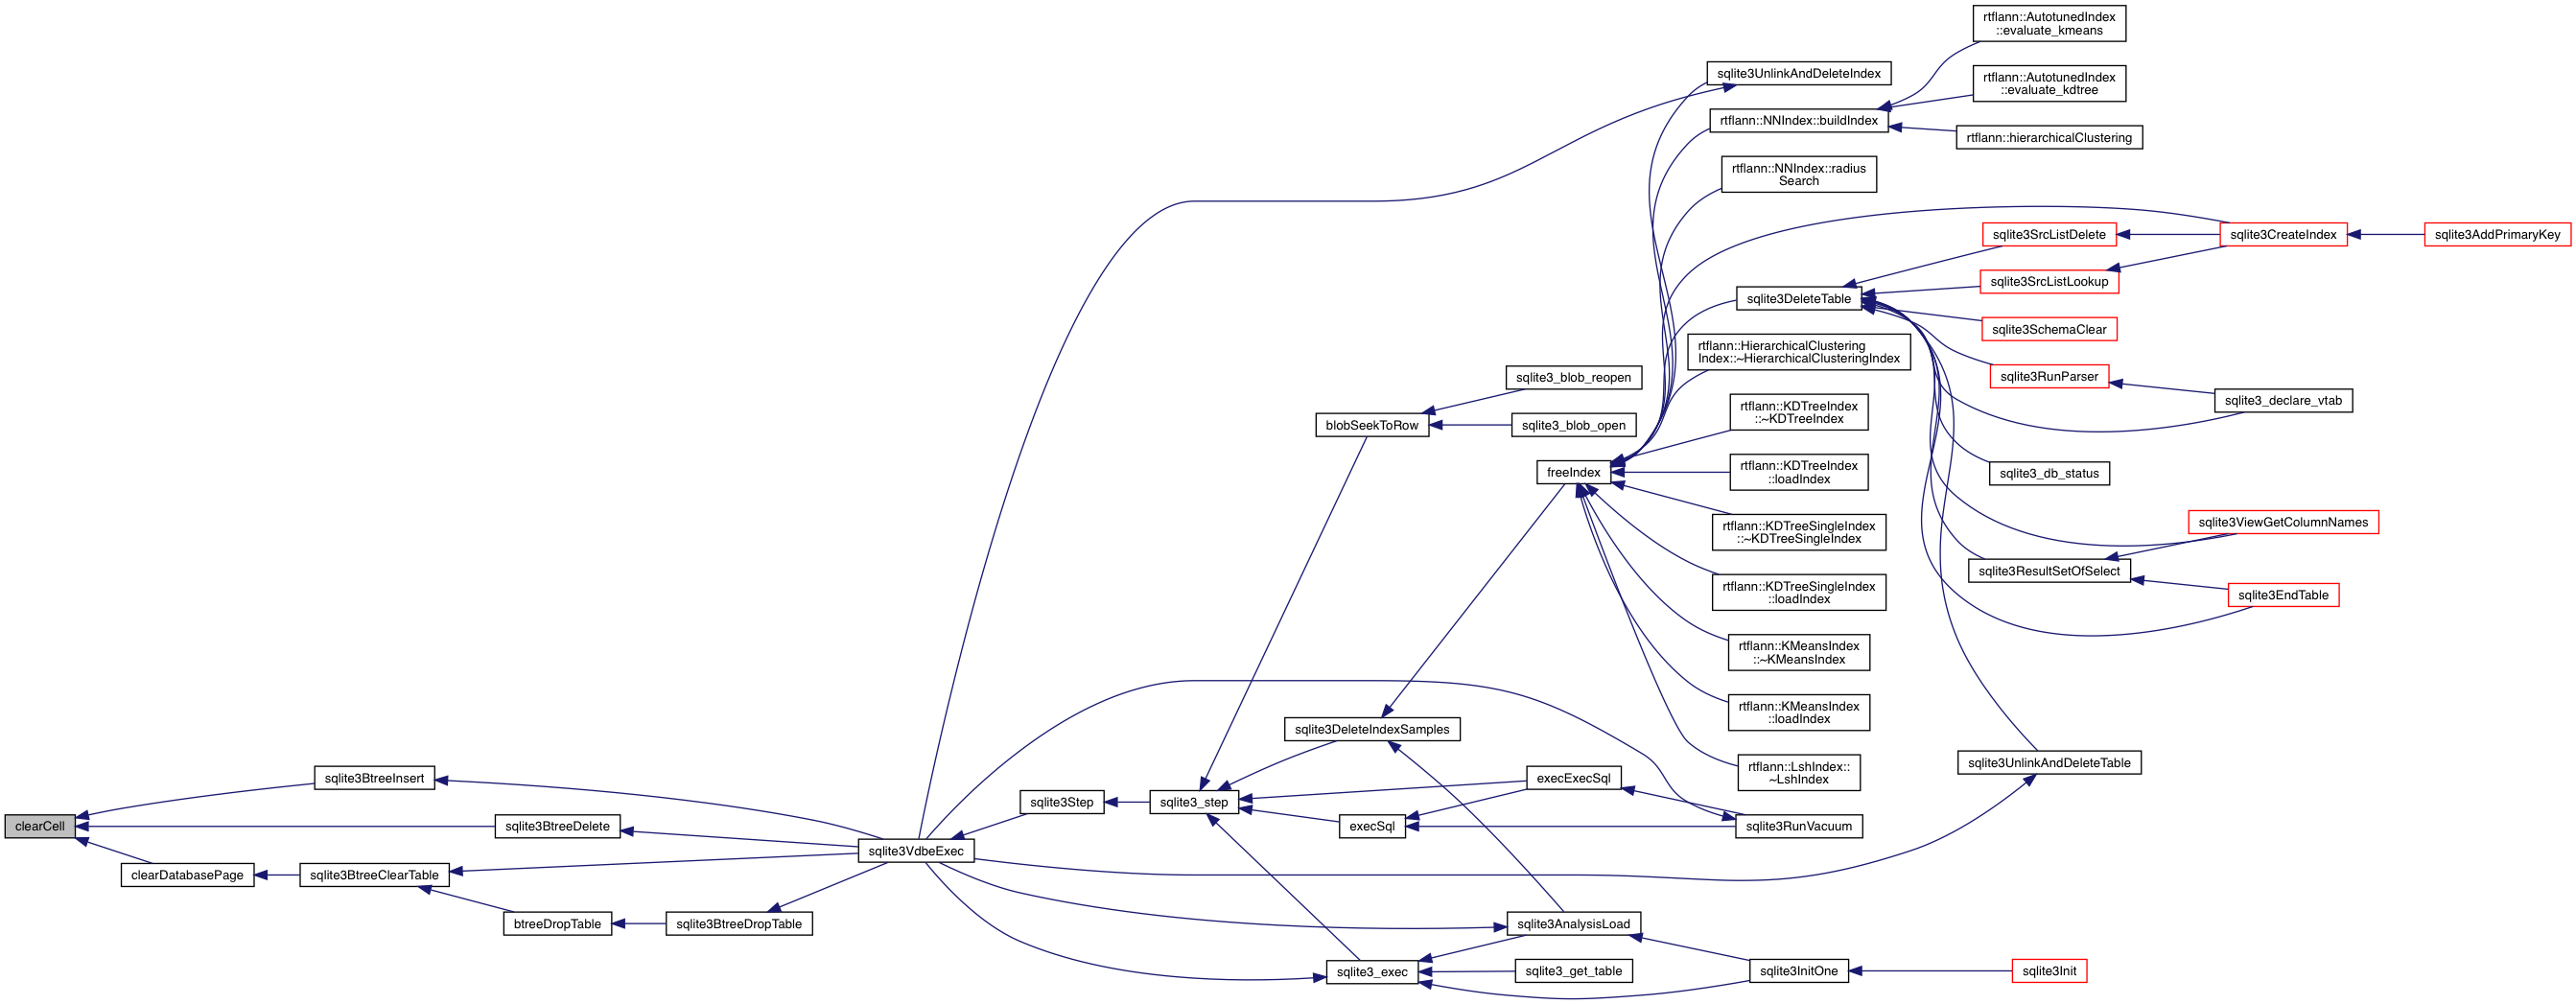 rtflann::AutotunedIndex
::evaluate_kmeans
sqlite3UnlinkAndDeleteIndex
rtflann::AutotunedIndex
::evaluate_kdtree
rtflann::NNIndex::buildIndex
rtflann::hierarchicalClustering
rtflann::NNIndex::radius
Search
sqlite3SrcListDelete
sqlite3CreateIndex
sqlite3AddPrimaryKey
sqlite3SrcListLookup
sqlite3DeleteTable
sqlite3SchemaClear
rtflann::HierarchicalClustering
Index::~HierarchicalClusteringIndex
sqlite3_blob_reopen
sqlite3RunParser
sqlite3_declare_vtab
rtflann::KDTreeIndex
::~KDTreeIndex
blobSeekToRow
sqlite3_blob_open
freeIndex
rtflann::KDTreeIndex
::loadIndex
sqlite3_db_status
rtflann::KDTreeSingleIndex
::~KDTreeSingleIndex
sqlite3ViewGetColumnNames
sqlite3ResultSetOfSelect
rtflann::KDTreeSingleIndex
::loadIndex
sqlite3EndTable
rtflann::KMeansIndex
::~KMeansIndex
rtflann::KMeansIndex
::loadIndex
sqlite3DeleteIndexSamples
rtflann::LshIndex::
~LshIndex
sqlite3UnlinkAndDeleteTable
sqlite3BtreeInsert
execExecSql
sqlite3Step
sqlite3_step
clearCell
sqlite3BtreeDelete
execSql
sqlite3RunVacuum
sqlite3VdbeExec
clearDatabasePage
sqlite3BtreeClearTable
btreeDropTable
sqlite3BtreeDropTable
sqlite3AnalysisLoad
sqlite3_exec
sqlite3_get_table
sqlite3InitOne
sqlite3Init